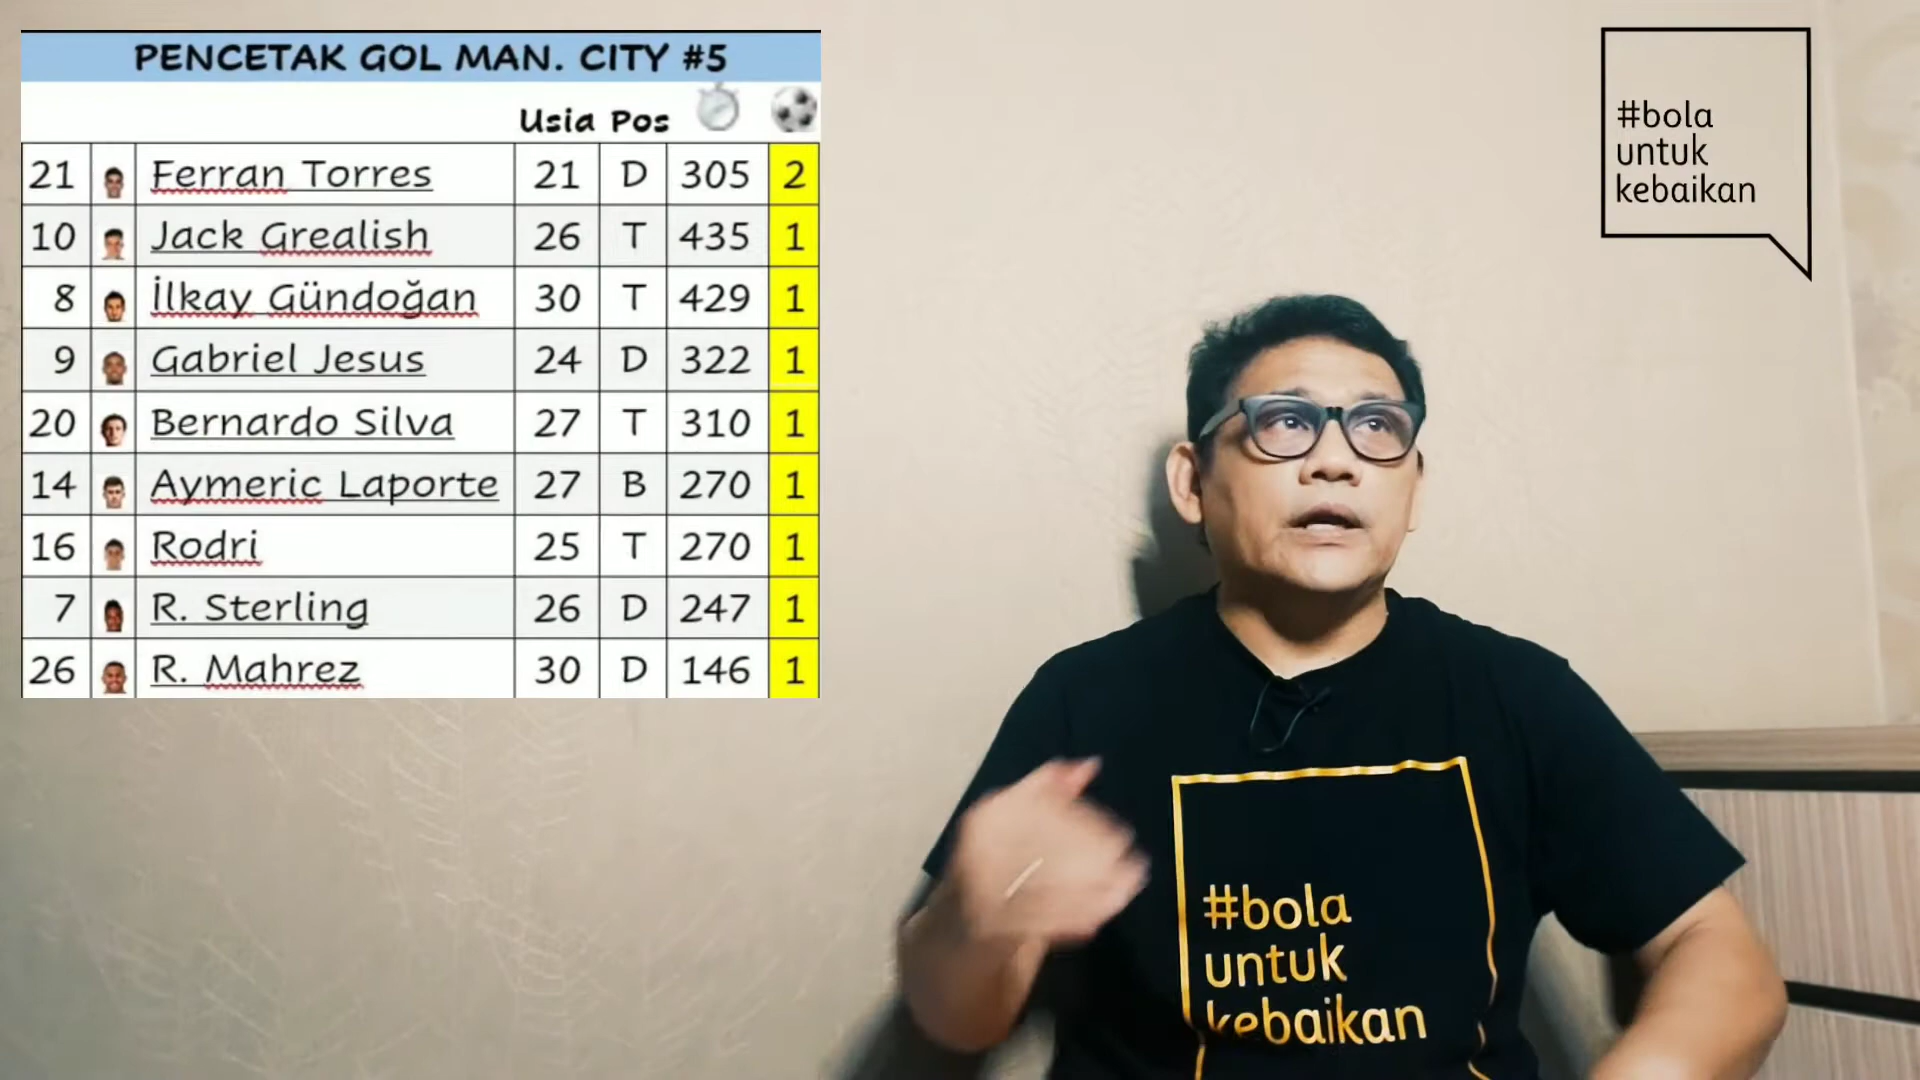 PENCETAK GOL MAN. CITY #5
Usia Pos
21 Ferran Torres 21 D 305 2
10 Jack Grealish 26 T 435 1
8 İlkay Gündoğan 30 T 429 1
9 Gabriel Jesus 24 D 322 1
20 Bernardo Silva 27 T 310 1
14 Aymeric Laporte 27 B 270 1
16 Rodri 25 T 270 1
7 R. Sterling 26 D 247 1
26 R. Mahrez 30 D 146 1
#bola
untuk
kebaikan
#bola
untuk
kebaikan